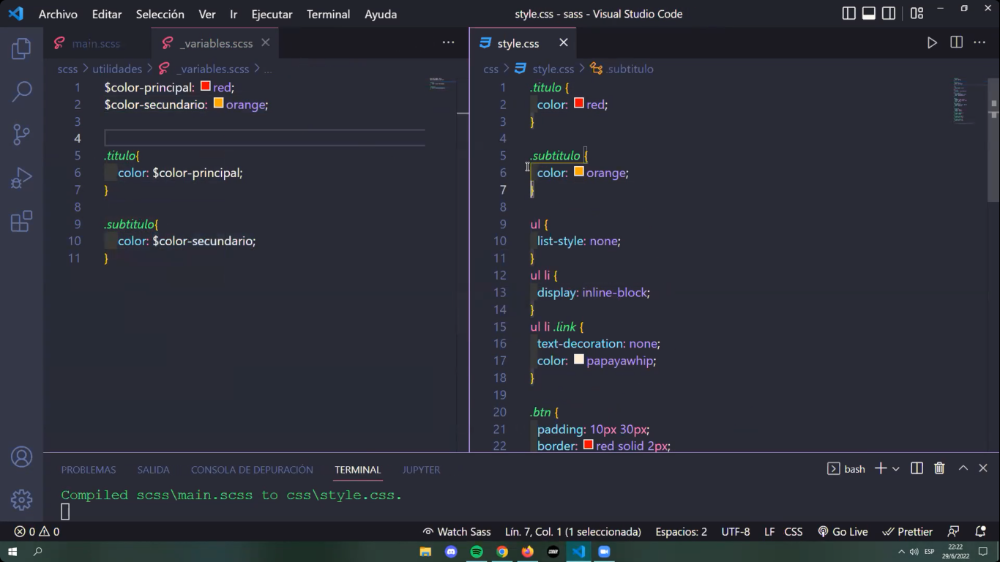 Archivo Editar Selección Ver Ir Ejecutar Terminal Ayuda style.css - sass - Visual Studio Code
main.scss _variables.scss
scss > utilidades > _variables.scss > ...
1 $color-principal: red;
2 $color-secundario: orange;
3
4
5 .titulo{
6 color: $color-principal;
7 }
8
9 .subtitulo{
10 color: $color-secundario;
11 }
style.css
css > style.css > .subtitulo
1 .titulo {
2 color: red;
3 }
4
5 .subtitulo {
6 color: orange;
7 }
8
9 ul {
10 list-style: none;
11 }
12 ul li {
13 display: inline-block;
14 }
15 ul li .link {
16 text-decoration: none;
17 color: papayawhip;
18 }
19
20 .btn {
21 padding: 10px 30px;
22 border: red solid 2px;
PROBLEMAS SALIDA CONSOLA DE DEPURACIÓN TERMINAL JUPYTER bash
Compiled scss\main.scss to css\style.css.
0 0 Watch Sass Lín. 7, Col. 1 (1 seleccionada) Espacios: 2 UTF-8 LF CSS Go Live Prettier
ESP 22:22
29/6/2022